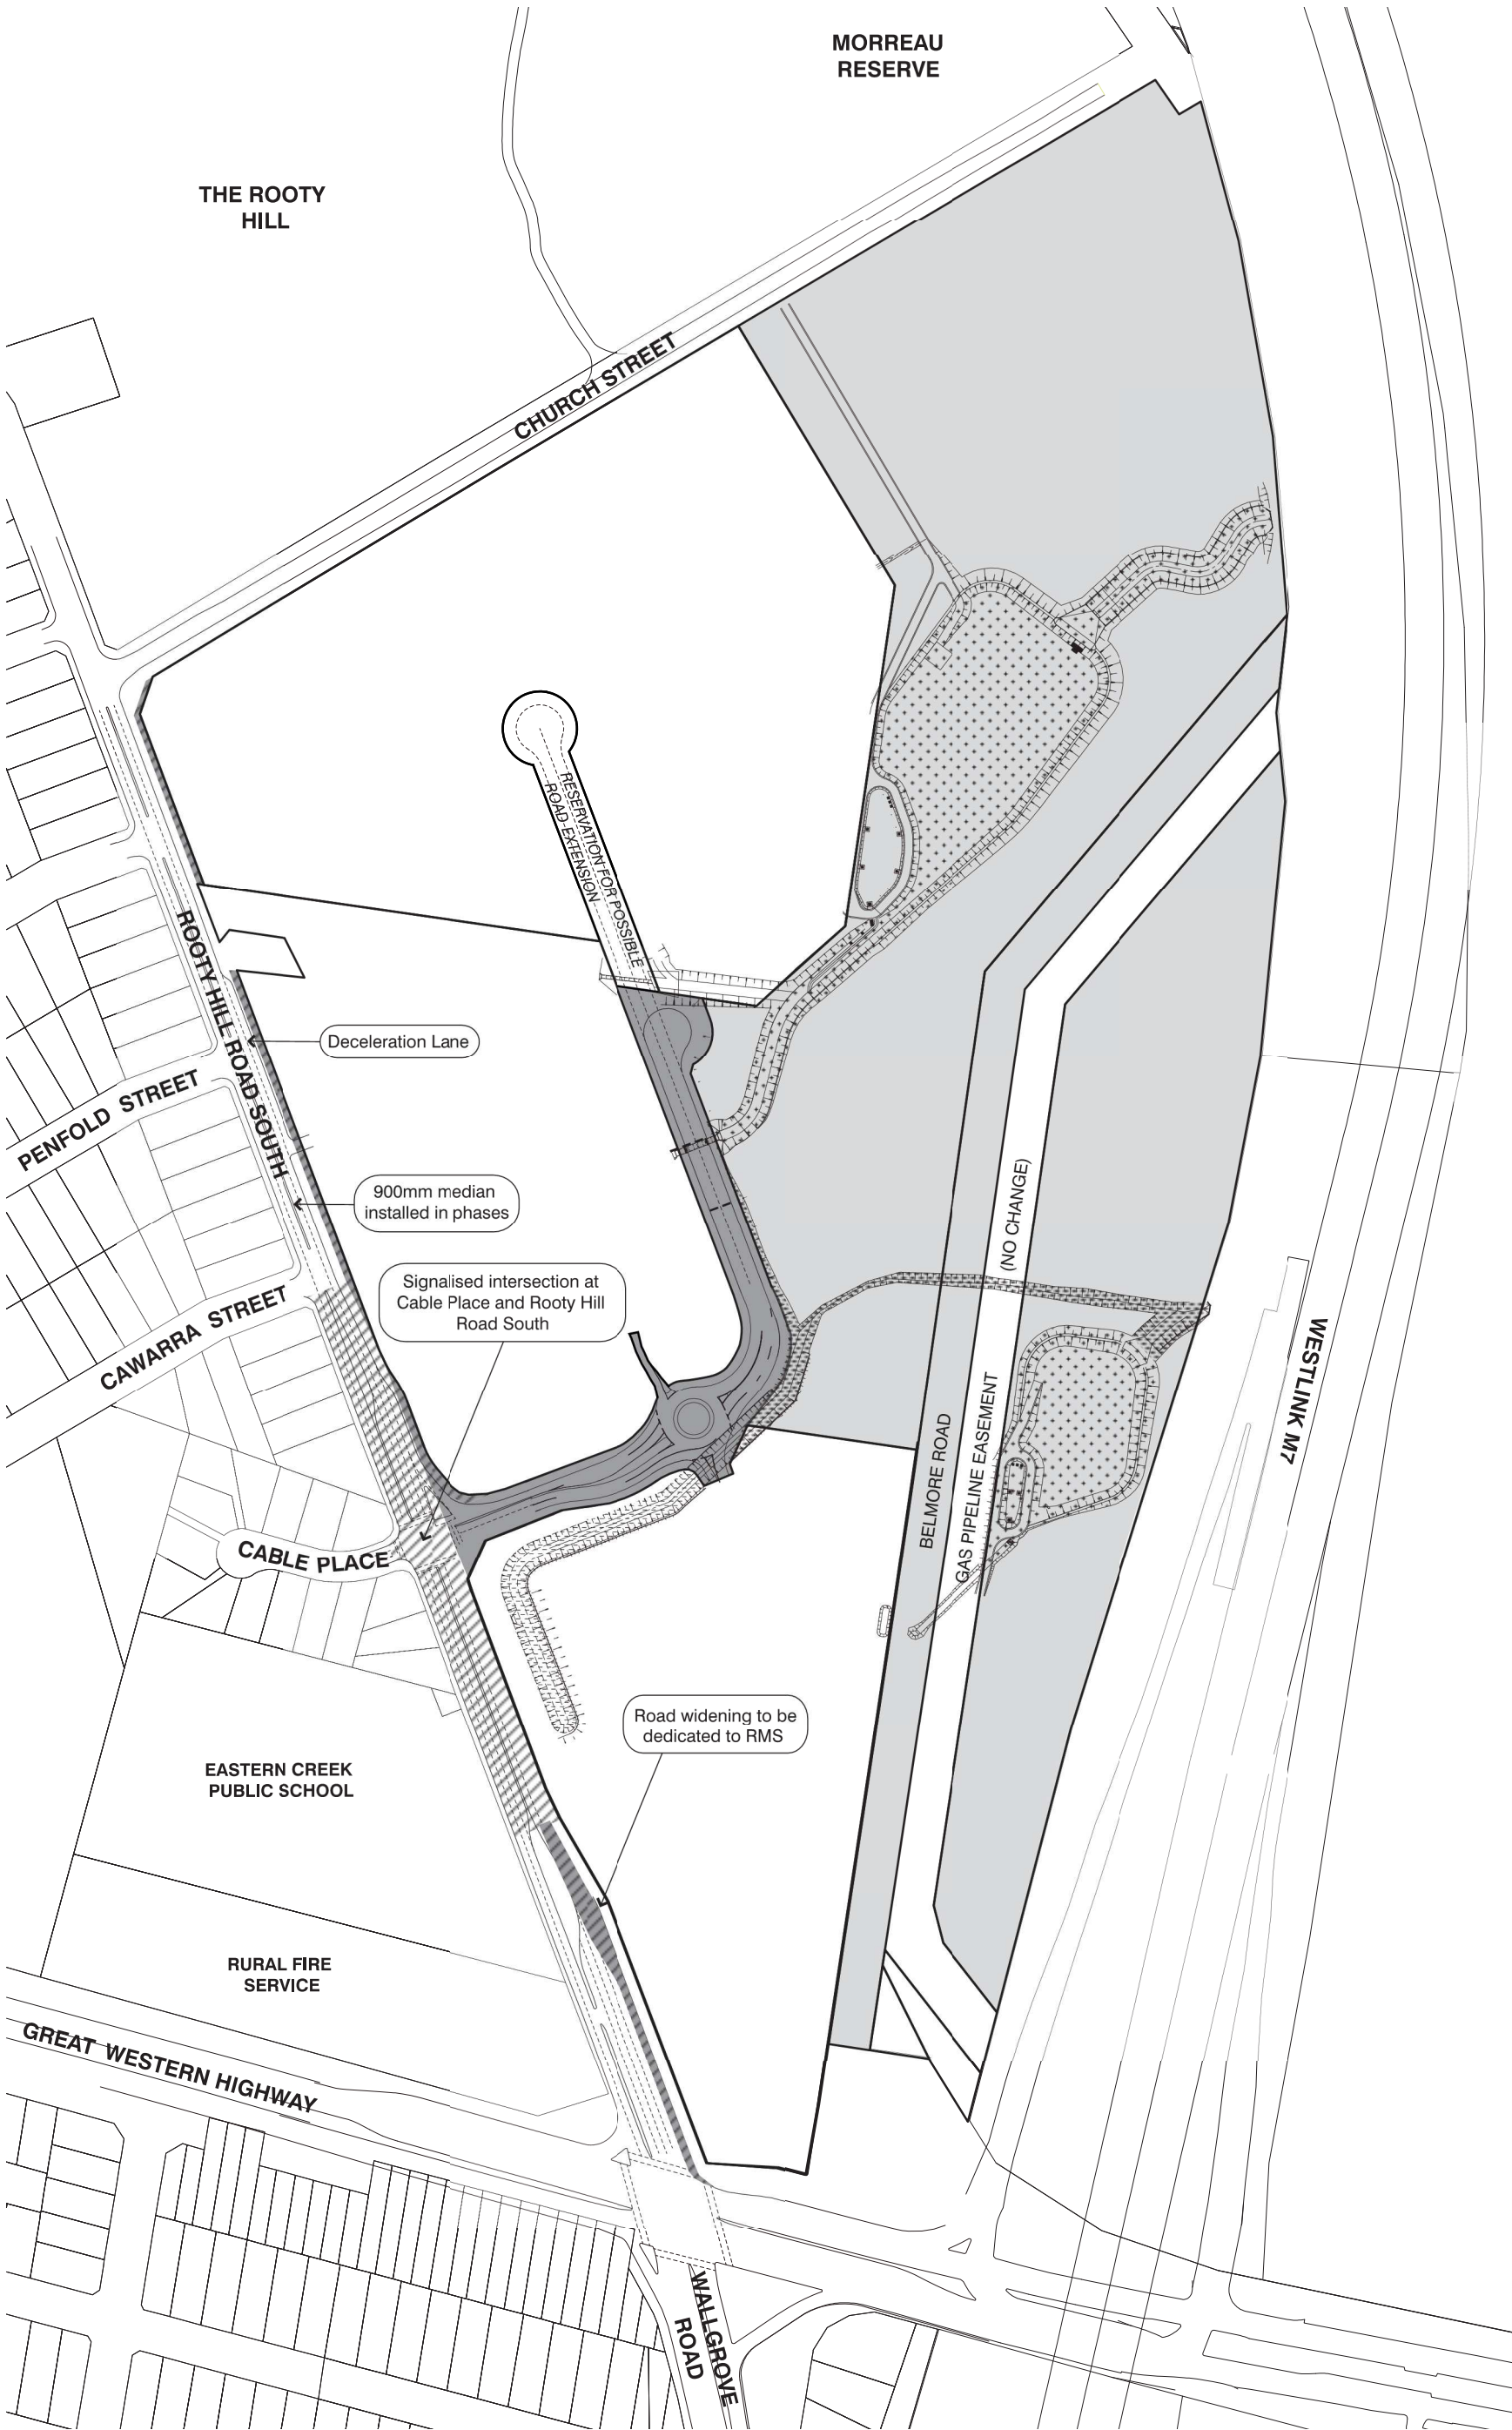 MORREAU
RESERVE
THE ROOTY
HILL
CHURCH STREET
RESERVATION FOR POSSIBLE
ROAD EXTENSION
ROOTY HILL ROAD SOUTH
Deceleration Lane
PENFOLD STREET
900mm median
installed in phases
(NO CHANGE)
Signalised intersection at
Cable Place and Rooty Hill
Road South
CAWARRA STREET
WESTLINK M7
BELMORE ROAD
GAS PIPELINE EASEMENT
CABLE PLACE
Road widening to be
dedicated to RMS
EASTERN CREEK
PUBLIC SCHOOL
RURAL FIRE
SERVICE
GREAT WESTERN HIGHWAY
WALLGROVE
ROAD